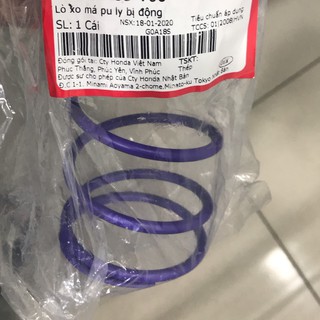 Lò xo má pu ly bị động
SL: 1 Cái
NSX:18-01-2020
G0A18S
Tiêu chuẩn áp dụng
TCCS: 01:2008/HVN
Đóng gói tại: Cty Honda Việt Nam
Phúc Thắng, Phúc Yên, Vĩnh Phúc
TSKT:
Thép
Được sự cho phép của Cty Honda Nhật Bản
Đ.C 1-1, Minami Aoyama 2-chome, Minato-ku Tokyo, Nhật Bản